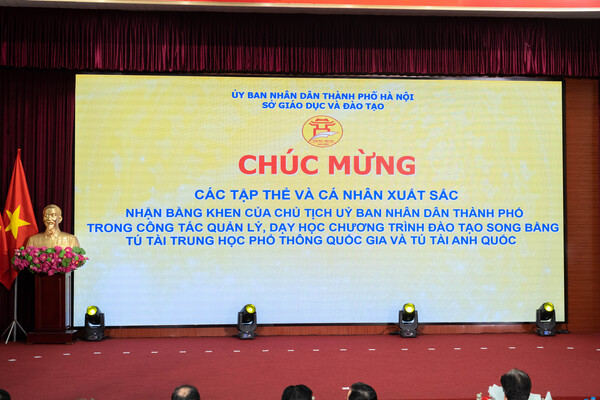 ỦY BAN NHÂN DÂN THÀNH PHỐ HÀ NỘI
SỞ GIÁO DỤC VÀ ĐÀO TẠO
CHÚC MỪNG
CÁC TẬP THỂ VÀ CÁ NHÂN XUẤT SẮC
NHẬN BẰNG KHEN CỦA CHỦ TỊCH UỶ BAN NHÂN DÂN THÀNH PHỐ
TRONG CÔNG TÁC QUẢN LÝ, DẠY HỌC CHƯƠNG TRÌNH ĐÀO TẠO SONG BẰNG
TÚ TÀI TRUNG HỌC PHỔ THÔNG QUỐC GIA VÀ TÚ TÀI ANH QUỐC